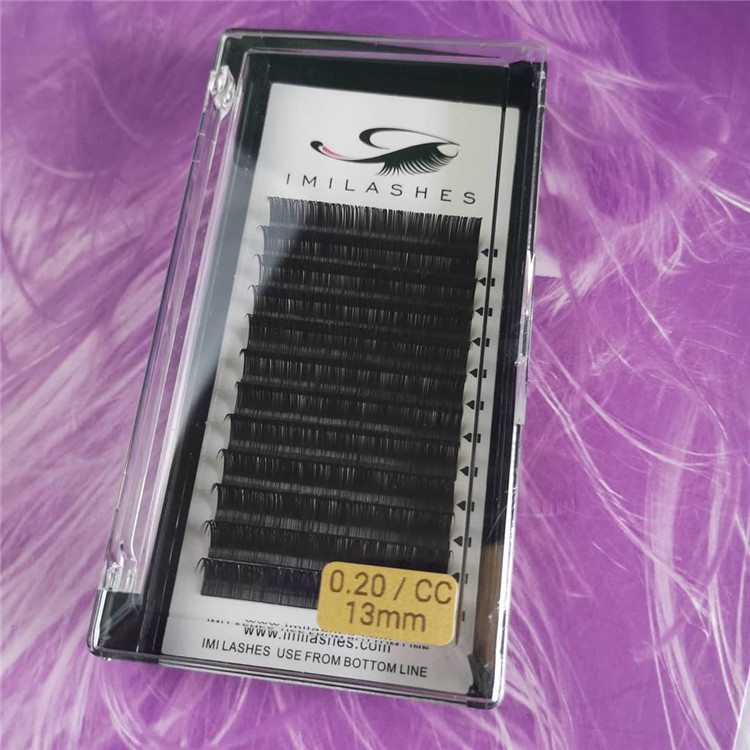 IMILASHES
0.20 / CC
13mm
www.imilashes.com
IMI LASHES USE FROM BOTTOM LINE